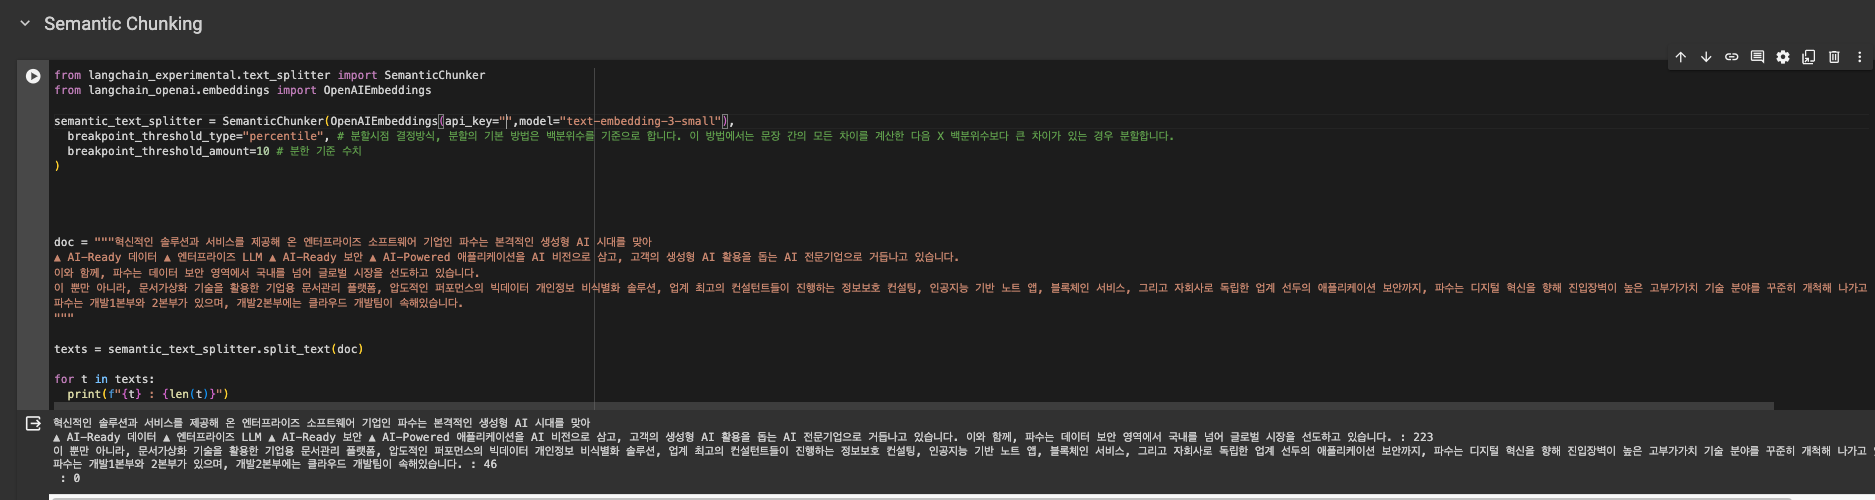 Semantic Chunking
from langchain_experimental.text_splitter import SemanticChunker
from langchain_openai.embeddings import OpenAIEmbeddings
semantic_text_splitter = SemanticChunker(OpenAIEmbeddings(api_key="",model="text-embedding-3-small"),
breakpoint_threshold_type="percentile", # 분할시점 결정방식, 분할의 기본 방법은 백분위수를 기준으로 합니다. 이 방법에서는 문장 간의 모든 차이를 계산한 다음 X 백분위수보다 큰 차이가 있는 경우 분할합니다.
breakpoint_threshold_amount=10 # 분한 기준 수치
)
doc = """혁신적인 솔루션과 서비스를 제공해 온 엔터프라이즈 소프트웨어 기업인 파수는 본격적인 생성형 AI 시대를 맞아
▲ AI-Ready 데이터 ▲ 엔터프라이즈 LLM ▲ AI-Ready 보안 ▲ AI-Powered 애플리케이션을 AI 비전으로 삼고, 고객의 생성형 AI 활용을 돕는 AI 전문기업으로 거듭나고 있습니다.
이와 함께, 파수는 데이터 보안 영역에서 국내를 넘어 글로벌 시장을 선도하고 있습니다.
이 뿐만 아니라, 문서가상화 기술을 활용한 기업용 문서관리 플랫폼, 압도적인 퍼포먼스의 빅데이터 개인정보 비식별화 솔루션, 업계 최고의 컨설턴트들이 진행하는 정보보호 컨설팅, 인공지능 기반 노트 앱, 블록체인 서비스, 그리고 자회사로 독립한 업계 선두의 애플리케이션 보안까지, 파수는 디지털 혁신을 향해 진입장벽이 높은 고부가가치 기술 분야를 꾸준히 개척해 나가고
파수는 개발1본부와 2본부가 있으며, 개발2본부에는 클라우드 개발팀이 속해있습니다.
"""
texts = semantic_text_splitter.split_text(doc)
for t in texts:
print(f"{t} : {len(t)}")
혁신적인 솔루션과 서비스를 제공해 온 엔터프라이즈 소프트웨어 기업인 파수는 본격적인 생성형 AI 시대를 맞아
▲ AI-Ready 데이터 ▲ 엔터프라이즈 LLM ▲ AI-Ready 보안 ▲ AI-Powered 애플리케이션을 AI 비전으로 삼고, 고객의 생성형 AI 활용을 돕는 AI 전문기업으로 거듭나고 있습니다. 이와 함께, 파수는 데이터 보안 영역에서 국내를 넘어 글로벌 시장을 선도하고 있습니다. : 223
이 뿐만 아니라, 문서가상화 기술을 활용한 기업용 문서관리 플랫폼, 압도적인 퍼포먼스의 빅데이터 개인정보 비식별화 솔루션, 업계 최고의 컨설턴트들이 진행하는 정보보호 컨설팅, 인공지능 기반 노트 앱, 블록체인 서비스, 그리고 자회사로 독립한 업계 선두의 애플리케이션 보안까지, 파수는 디지털 혁신을 향해 진입장벽이 높은 고부가가치 기술 분야를 꾸준히 개척해 나가고
파수는 개발1본부와 2본부가 있으며, 개발2본부에는 클라우드 개발팀이 속해있습니다. : 46
: 0